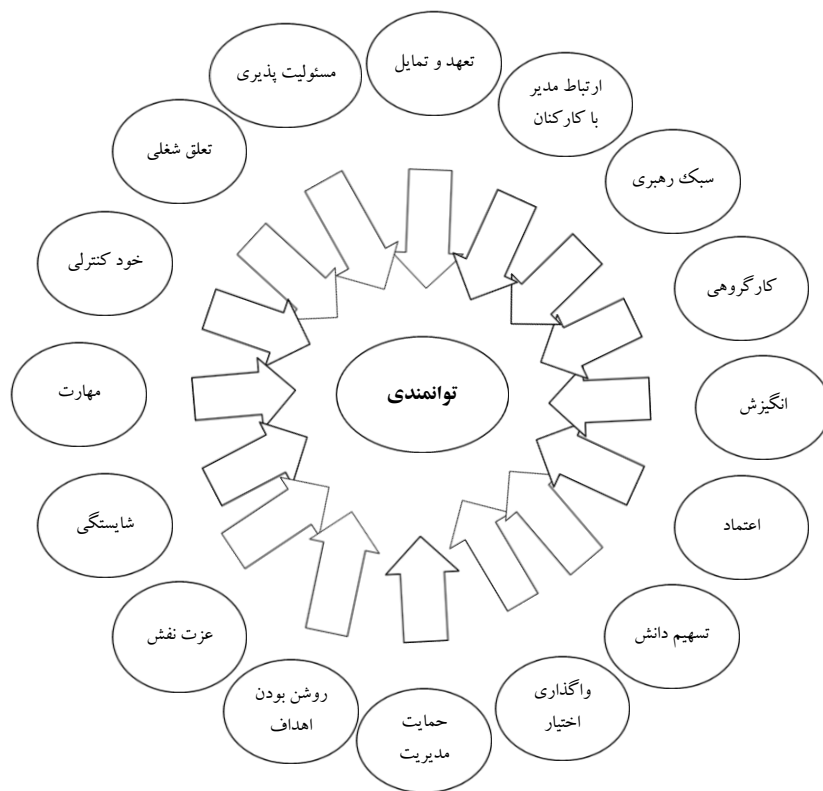 تعهد و تمایل
ارتباط مدیر
با کارکنان
سبک رهبری
کارگروهی
انگیزش
اعتماد
تسهیم دانش
واگذاری
اختیار
حمایت
مدیریت
روشن بودن
اهداف
عزت نفش
شایستگی
مهارت
خود کنترلی
تعلق شغلی
مسئولیت پذیری
توانمندی